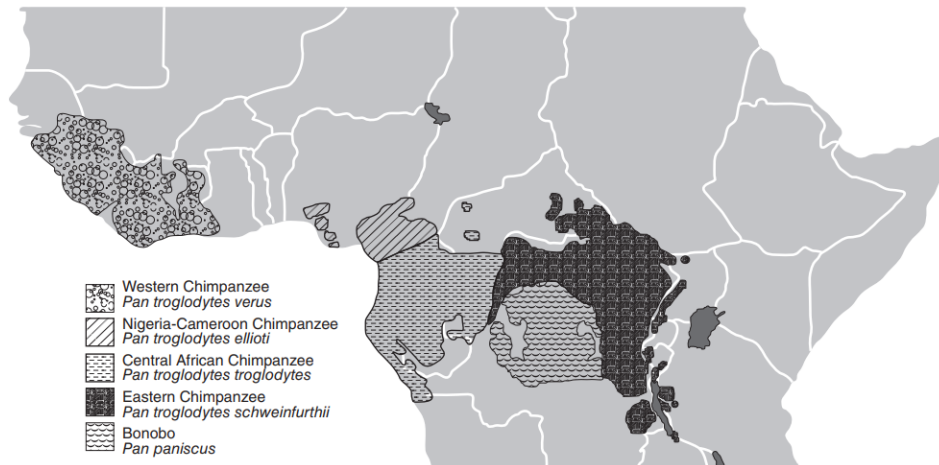 Western Chimpanzee
Pan troglodytes verus
Nigeria-Cameroon Chimpanzee
Pan troglodytes ellioti
Central African Chimpanzee
Pan troglodytes troglodytes
Eastern Chimpanzee
Pan troglodytes schweinfurthii
Bonobo
Pan paniscus